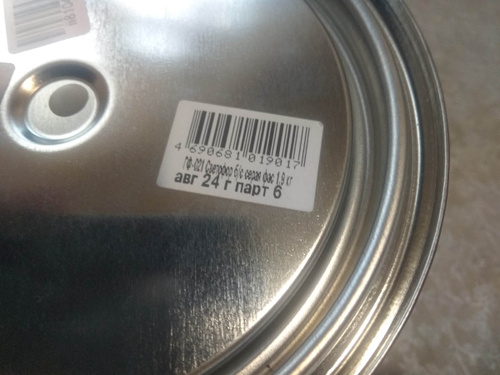 4 690681 019017
ПФ-021 Светофор б/с серая фас 1,9 кг
авг 24 г парт 6